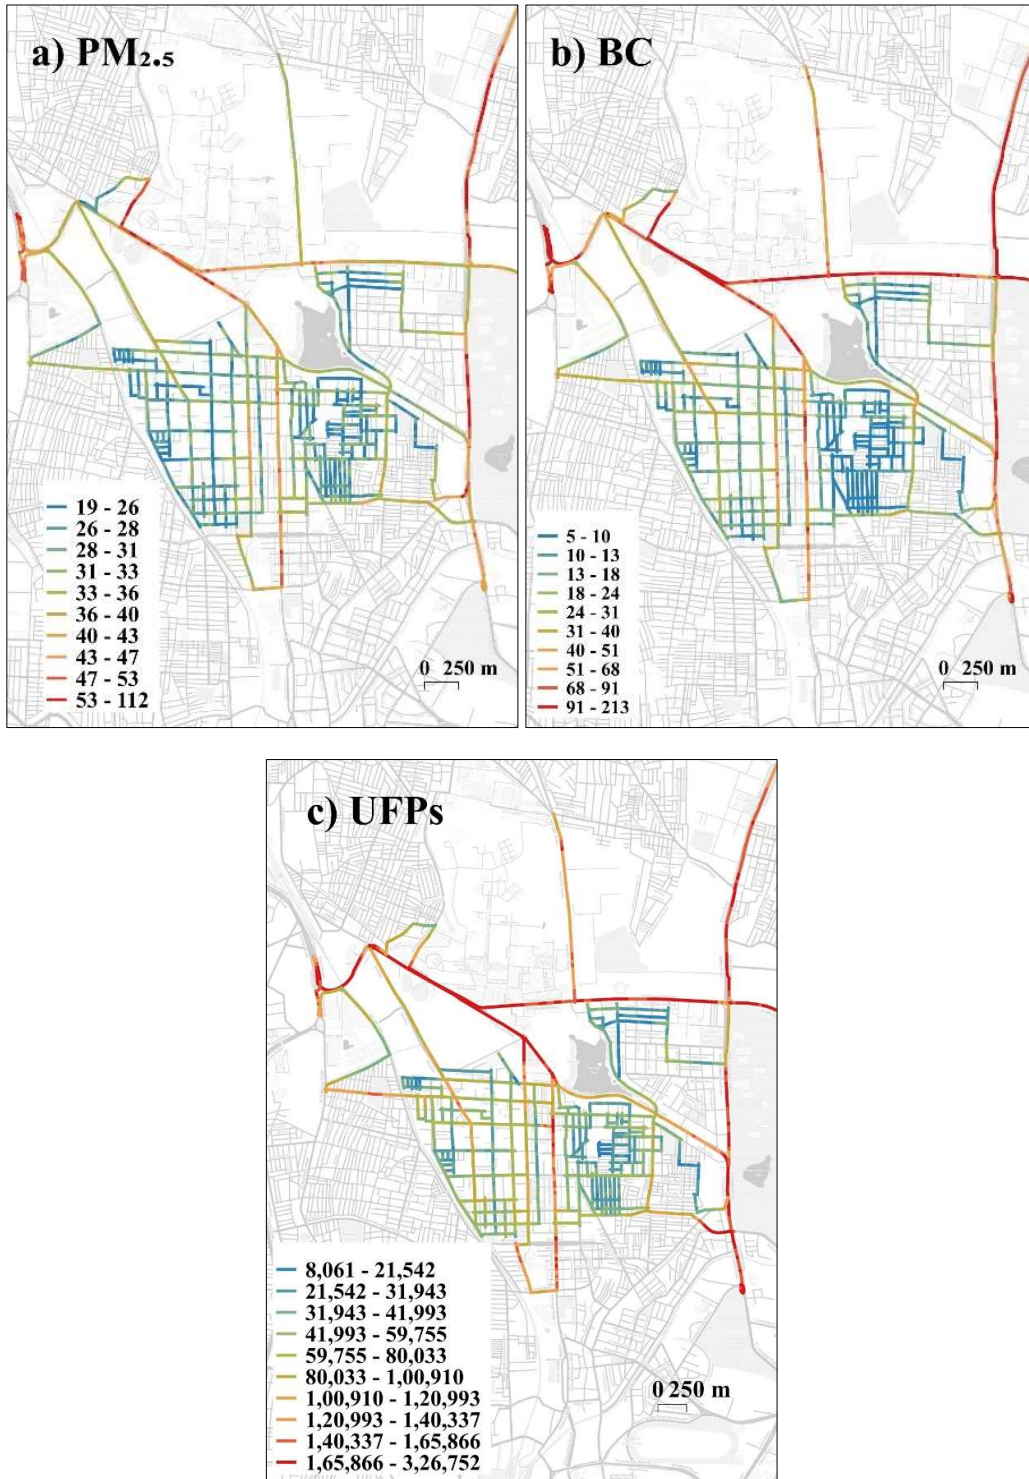 a) PM₂.₅
19 - 26
26 - 28
28 - 31
31 - 33
33 - 36
36 - 40
40 - 43
43 - 47
47 - 53
53 - 112
0 250 m
b) BC
5 - 10
10 - 13
13 - 18
18 - 24
24 - 31
31 - 40
40 - 51
51 - 68
68 - 91
91 - 213
0 250 m
c) UFPs
8,061 - 21,542
21,542 - 31,943
31,943 - 41,993
41,993 - 59,755
59,755 - 80,033
80,033 - 1,00,910
1,00,910 - 1,20,993
1,20,993 - 1,40,337
1,40,337 - 1,65,866
1,65,866 - 3,26,752
0 250 m